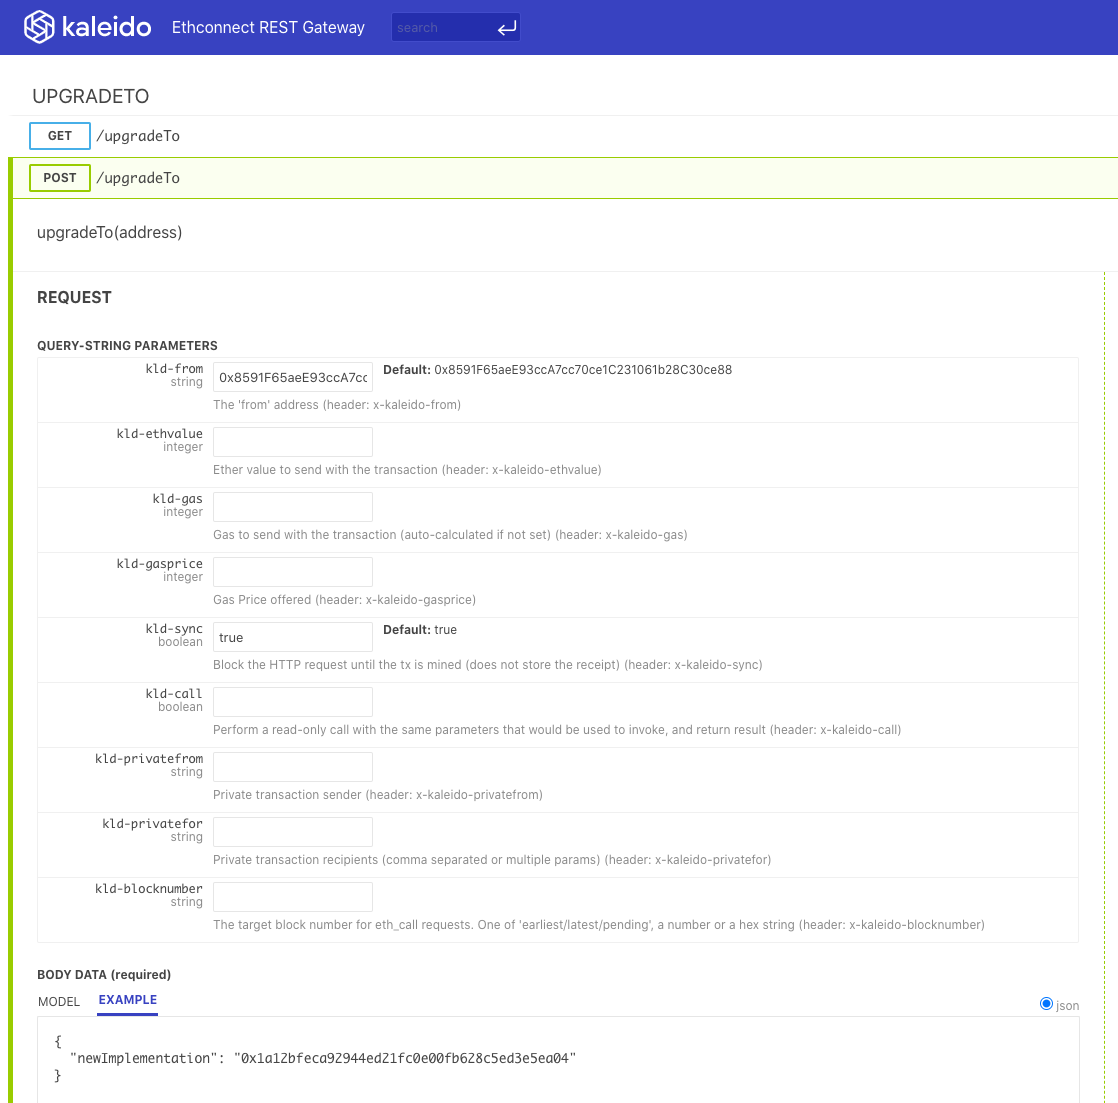 kaleido Ethconnect REST Gateway search
UPGRADETO
GET /upgradeTo
POST /upgradeTo
upgradeTo(address)
REQUEST
QUERY-STRING PARAMETERS
kld-from 0x8591F65aeE93ccA7cc Default: 0x8591F65aeE93ccA7cc70ce1C231061b28C30ce88
string
The 'from' address (header: x-kaleido-from)
kld-ethvalue
integer
Ether value to send with the transaction (header: x-kaleido-ethvalue)
kld-gas
integer
Gas to send with the transaction (auto-calculated if not set) (header: x-kaleido-gas)
kld-gasprice
integer
Gas Price offered (header: x-kaleido-gasprice)
kld-sync true Default: true
boolean
Block the HTTP request until the tx is mined (does not store the receipt) (header: x-kaleido-sync)
kld-call
boolean
Perform a read-only call with the same parameters that would be used to invoke, and return result (header: x-kaleido-call)
kld-privatefrom
string
Private transaction sender (header: x-kaleido-privatefrom)
kld-privatefor
string
Private transaction recipients (comma separated or multiple params) (header: x-kaleido-privatefor)
kld-blocknumber
string
The target block number for eth_call requests. One of 'earliest/latest/pending', a number or a hex string (header: x-kaleido-blocknumber)
BODY DATA (required)
MODEL EXAMPLE json
{
"newImplementation": "0x1a12bfeca92944ed21fc0e00fb628c5ed3e5ea04"
}